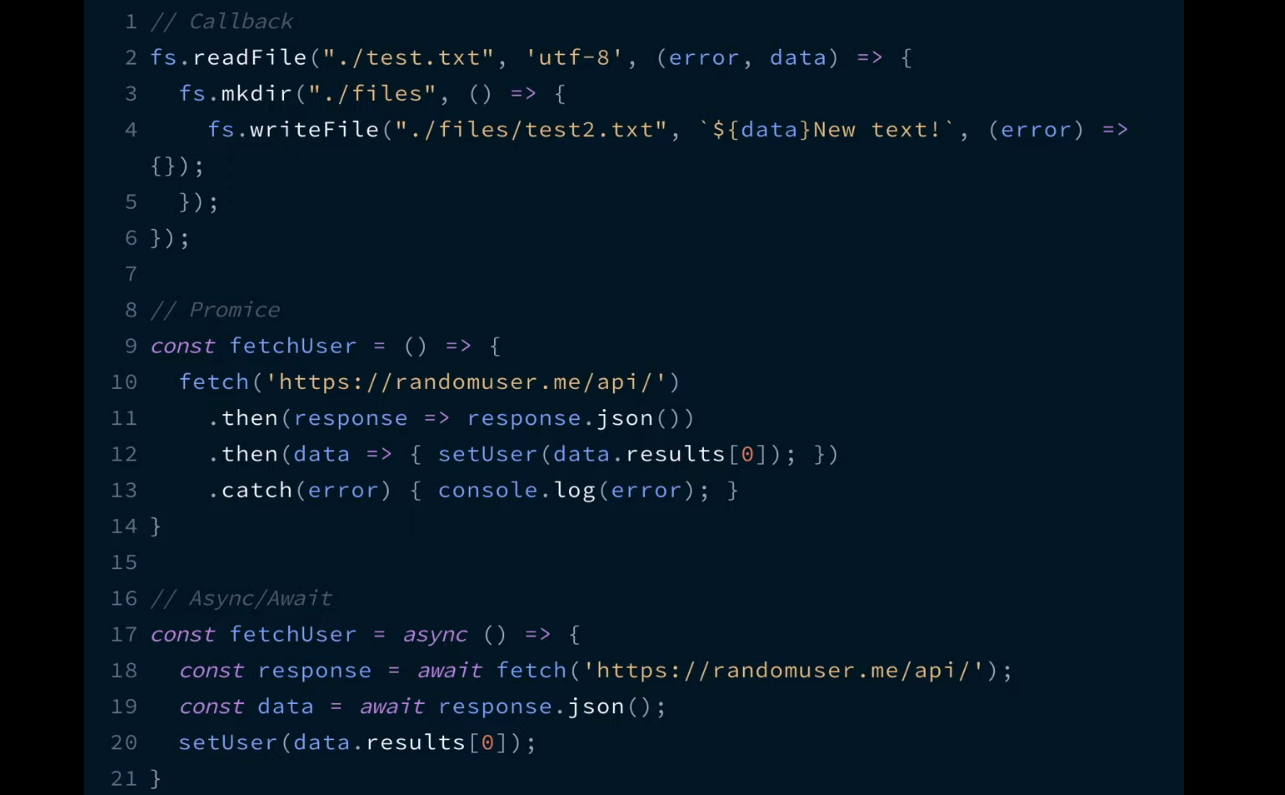 1 // Callback
2 fs.readFile("./test.txt", 'utf-8', (error, data) => {
3   fs.mkdir("./files", () => {
4     fs.writeFile("./files/test2.txt", `${data}New text!`, (error) =>
{});
5   });
6 });
7
8 // Promice
9 const fetchUser = () => {
10   fetch('https://randomuser.me/api/')
11     .then(response => response.json())
12     .then(data => { setUser(data.results[0]); })
13     .catch(error) { console.log(error); }
14 }
15
16 // Async/Await
17 const fetchUser = async () => {
18   const response = await fetch('https://randomuser.me/api/');
19   const data = await response.json();
20   setUser(data.results[0]);
21 }